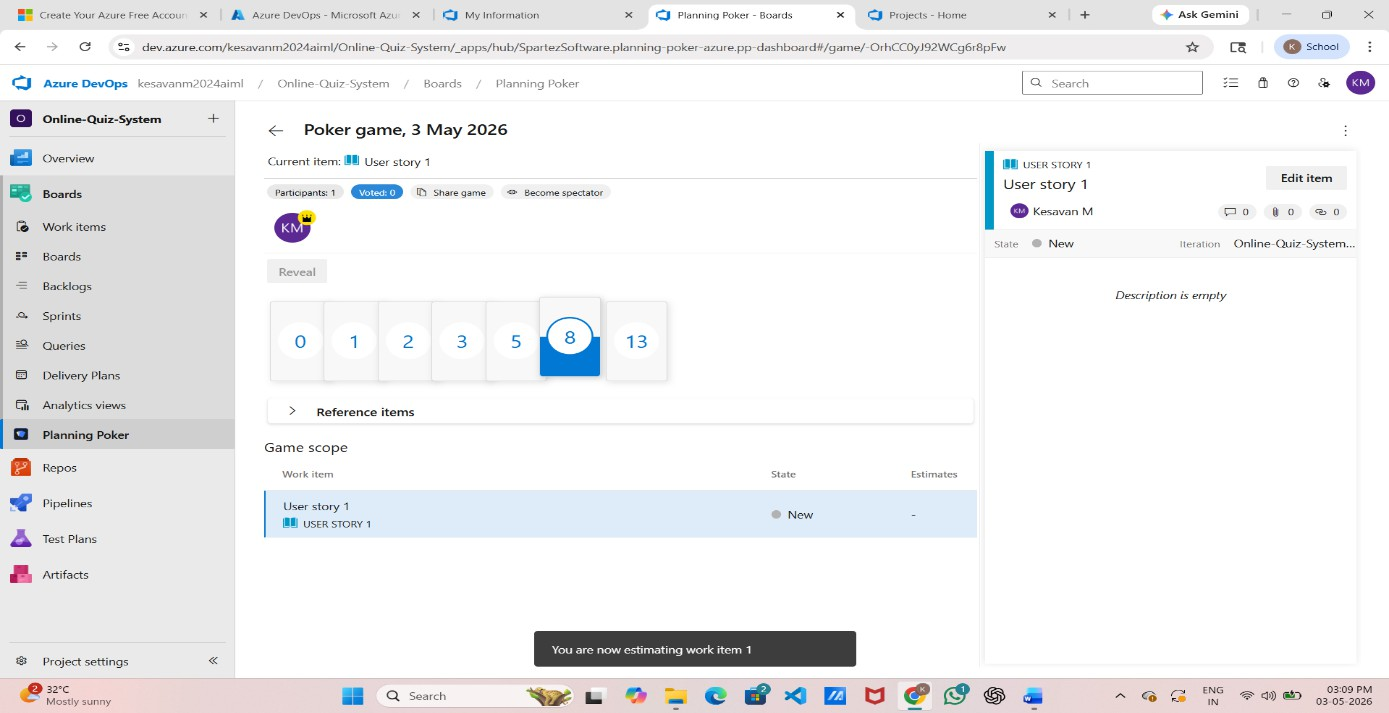 Create Your Azure Free Accoun
Azure DevOps - Microsoft Azu
My Information
Planning Poker - Boards
Projects - Home
Ask Gemini
dev.azure.com/kesavanm2024aiml/Online-Quiz-System/_apps/hub/SpartezSoftware.planning-poker-azure.pp-dashboard#/game/-OrhCC0yJ92WCg6r8pFw
K School
Azure DevOps kesavanm2024aiml / Online-Quiz-System / Boards / Planning Poker
Search
KM
O Online-Quiz-System
Overview
Boards
Work items
Boards
Backlogs
Sprints
Queries
Delivery Plans
Analytics views
Planning Poker
Repos
Pipelines
Test Plans
Artifacts
Project settings
Poker game, 3 May 2026
Current item: User story 1
Participants: 1 Voted: 0 Share game Become spectator
KM
Reveal
0 1 2 3 5 8 13
Reference items
Game scope
Work item State Estimates
User story 1
USER STORY 1
New -
You are now estimating work item 1
USER STORY 1
User story 1
Edit item
KM Kesavan M
0 0 0
State New Iteration Online-Quiz-System...
Description is empty
2 32°C
Mostly sunny
Search
2
K
1
ENG
IN
03:09 PM
03-05-2026